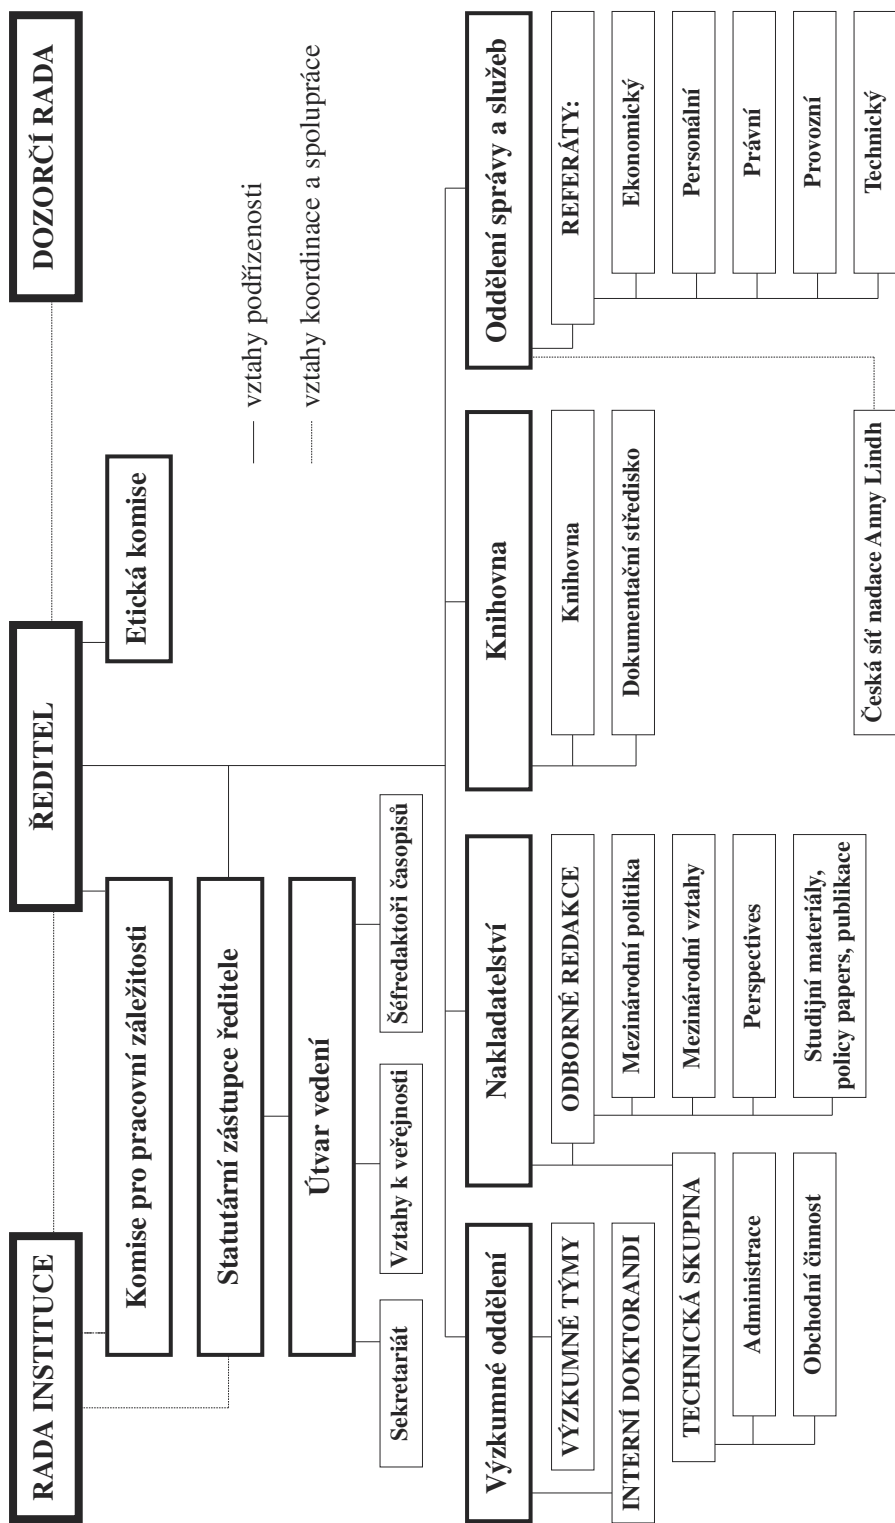 RADA INSTITUCE
ŘEDITEL
DOZORČÍ RADA
Komise pro pracovní záležitosti
Etická komise
Statutární zástupce ředitele
vztahy podřízenosti
Útvar vedení
vztahy koordinace a spolupráce
Sekretariát
Vztahy k veřejnosti
Šéfredaktoři časopisů
Výzkumné oddělení
Nakladatelství
Knihovna
Oddělení správy a služeb
VÝZKUMNÉ TÝMY
INTERNÍ DOKTORANDI
ODBORNÉ REDAKCE
Mezinárodní politika
Mezinárodní vztahy
Perspectives
Studijní materiály,
policy papers, publikace
TECHNICKÁ SKUPINA
Administrace
Obchodní činnost
Knihovna
Dokumentační středisko
REFERÁTY:
Ekonomický
Personální
Právní
Provozní
Technický
Česká síť nadace Anny Lindh